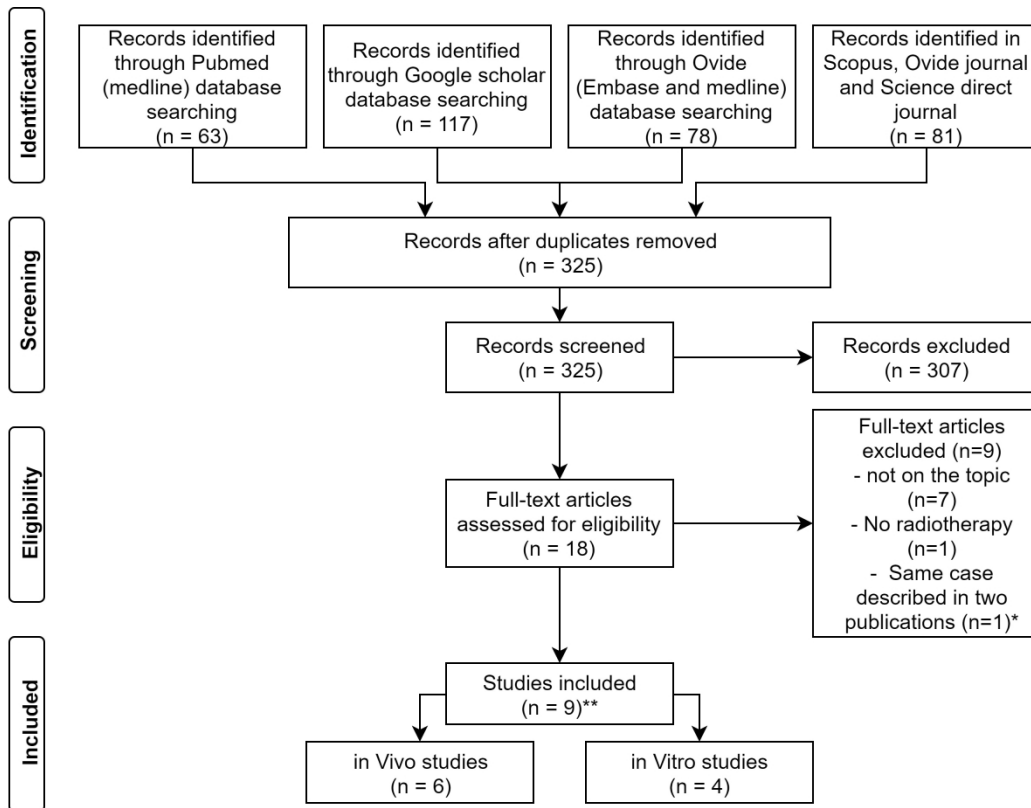 Identification
Records identified
through Pubmed
(medline) database
searching
(n = 63)
Records identified
through Google scholar
database searching
(n = 117)
Records identified
through Ovide
(Embase and medline)
database searching
(n = 78)
Records identified in
Scopus, Ovide journal
and Science direct
journal
(n = 81)
Screening
Records after duplicates removed
(n = 325)
Records screened
(n = 325)
Records excluded
(n = 307)
Eligibility
Full-text articles
assessed for eligibility
(n = 18)
Full-text articles
excluded (n=9)
- not on the topic
(n=7)
- No radiotherapy
(n=1)
- Same case
described in two
publications (n=1)*
Included
Studies included
(n = 9)**
in Vivo studies
(n = 6)
in Vitro studies
(n = 4)